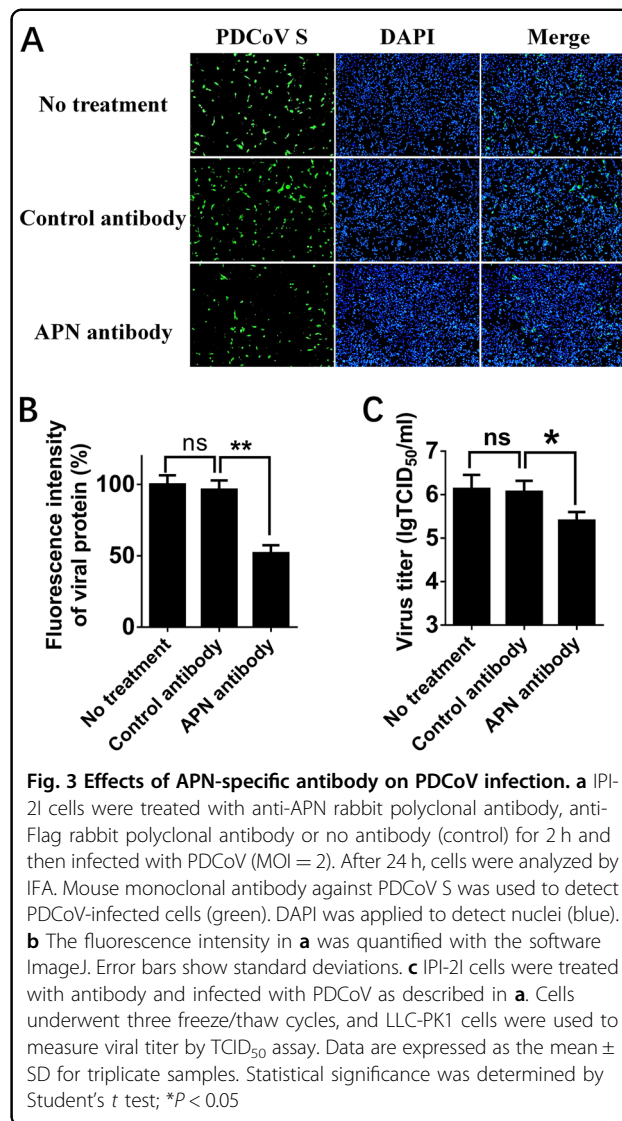 A
PDCoV S DAPI Merge
No treatment
Control antibody
APN antibody
B
Fluorescence intensity
of viral protein (%)
100
50
0
ns **
No treatment
Control antibody
APN antibody
C
Virus titer (lgTCID50/ml)
7
6
5
4
3
ns *
No treatment
Control antibody
APN antibody
Fig. 3 Effects of APN-specific antibody on PDCoV infection. a IPI-
2I cells were treated with anti-APN rabbit polyclonal antibody, anti-
Flag rabbit polyclonal antibody or no antibody (control) for 2 h and
then infected with PDCoV (MOI = 2). After 24 h, cells were analyzed by
IFA. Mouse monoclonal antibody against PDCoV S was used to detect
PDCoV-infected cells (green). DAPI was applied to detect nuclei (blue).
b The fluorescence intensity in a was quantified with the software
ImageJ. Error bars show standard deviations. c IPI-2I cells were treated
with antibody and infected with PDCoV as described in a. Cells
underwent three freeze/thaw cycles, and LLC-PK1 cells were used to
measure viral titer by TCID50 assay. Data are expressed as the mean ±
SD for triplicate samples. Statistical significance was determined by
Student's t test; *P < 0.05